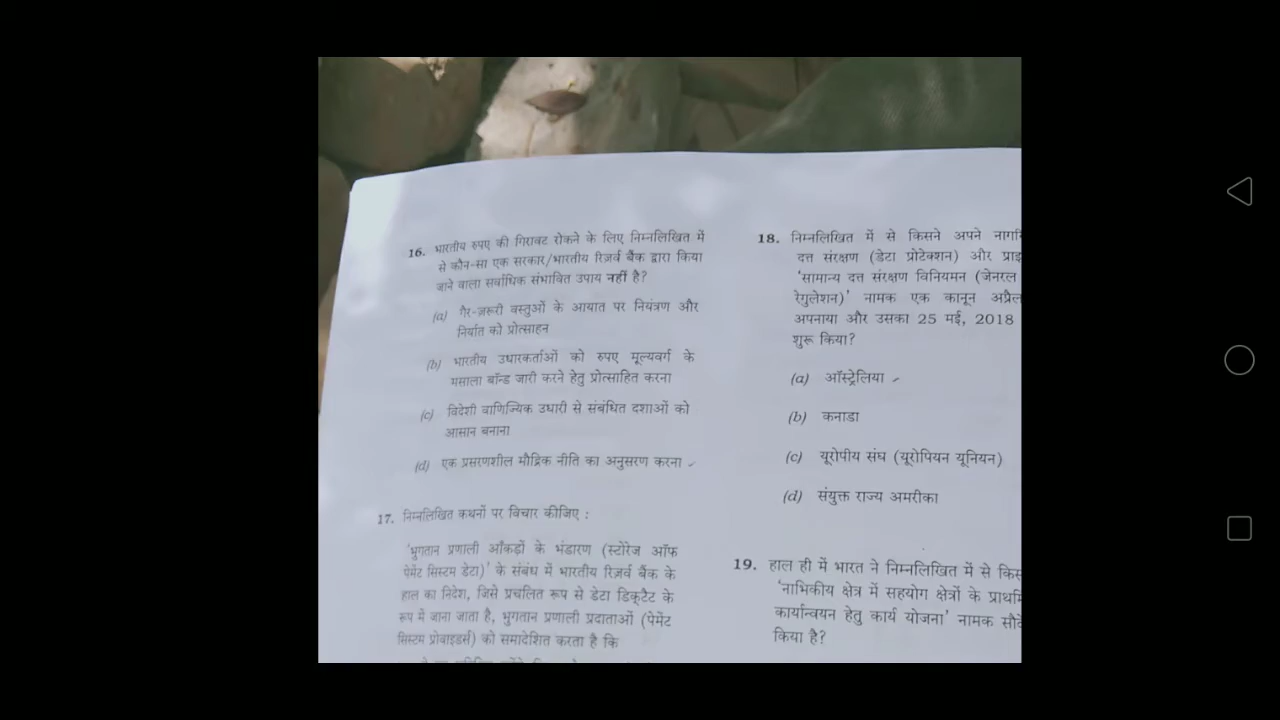 16. भारतीय रुपए की गिरावट रोकने के लिए निम्नलिखित में
से कौन-सा एक सरकार/भारतीय रिज़र्व बैंक द्वारा किया
जाने वाला सर्वाधिक संभावित उपाय नहीं है?
(a) गैर-ज़रूरी वस्तुओं के आयात पर नियंत्रण और
निर्यात को प्रोत्साहन
(b) भारतीय उधारकर्ताओं को रुपए मूल्यवर्ग के
मसाला बॉन्ड जारी करने हेतु प्रोत्साहित करना
(c) विदेशी वाणिज्यिक उधारी से संबंधित दशाओं को
आसान बनाना
(d) एक प्रसरणशील मौद्रिक नीति का अनुसरण करना
17. निम्नलिखित कथनों पर विचार कीजिए :
'भुगतान प्रणाली आँकड़ों के भंडारण (स्टोरेज ऑफ
पेमेंट सिस्टम डेटा)' के संबंध में भारतीय रिज़र्व बैंक के
हाल का निदेश, जिसे प्रचलित रूप से डेटा डिक्टैट के
रूप में जाना जाता है, भुगतान प्रणाली प्रदाताओं (पेमेंट
सिस्टम प्रोवाइडर्स) को समादेशित करता है कि
18. निम्नलिखित में से किसने अपने
दत्त संरक्षण (डेटा प्रोटेक्शन) और
'सामान्य दत्त संरक्षण विनियमन (जेनरल
रेगुलेशन)' नामक एक कानून अप्रैल
अपनाया और उसका 25 मई, 2018
शुरू किया?
(a) ऑस्ट्रेलिया
(b) कनाडा
(c) यूरोपीय संघ (यूरोपियन यूनियन)
(d) संयुक्त राज्य अमरीका
19. हाल ही में भारत ने निम्नलिखित में से
'नाभिकीय क्षेत्र में सहयोग क्षेत्रों के
कार्यान्वयन हेतु कार्य योजना' नामक
किया है?